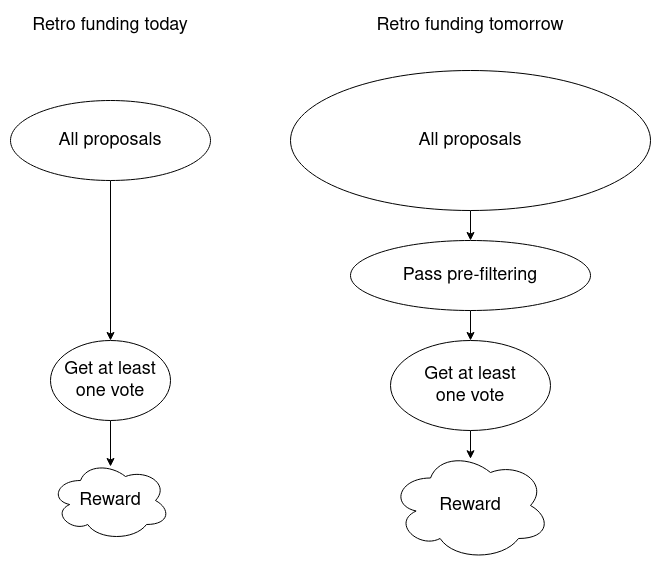 Retro funding today
All proposals
Get at least
one vote
Reward
Retro funding tomorrow
All proposals
Pass pre-filtering
Get at least
one vote
Reward